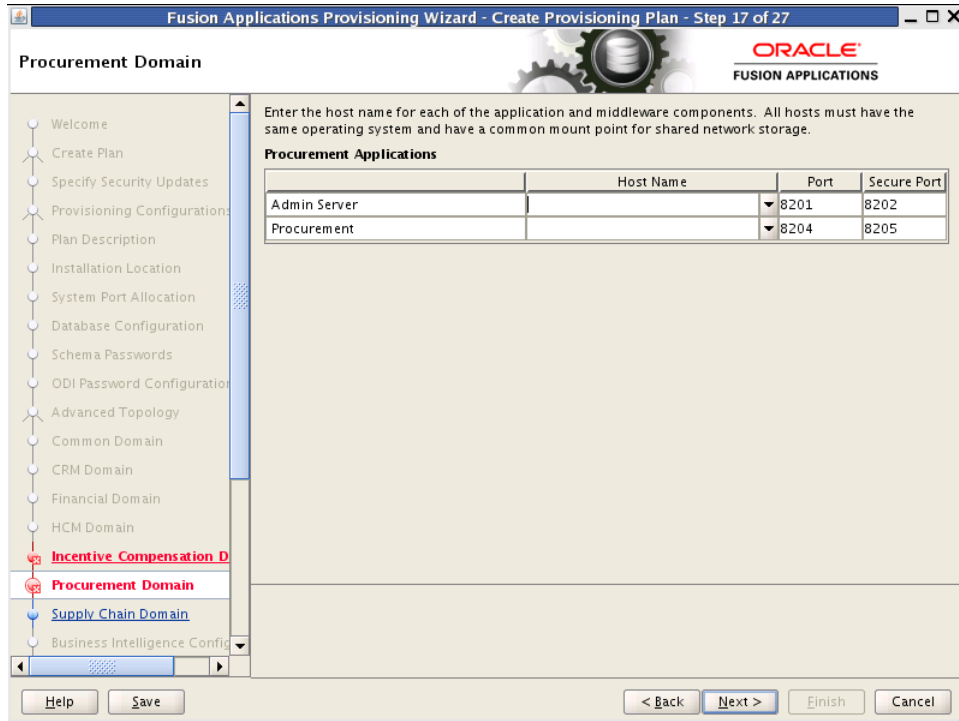 Fusion Applications Provisioning Wizard - Create Provisioning Plan - Step 17 of 27
Procurement Domain
ORACLE
FUSION APPLICATIONS
Welcome
Create Plan
Specify Security Updates
Provisioning Configurations
Plan Description
Installation Location
System Port Allocation
Database Configuration
Schema Passwords
ODI Password Configuration
Advanced Topology
Common Domain
CRM Domain
Financial Domain
HCM Domain
Incentive Compensation D
Procurement Domain
Supply Chain Domain
Business Intelligence Config
Enter the host name for each of the application and middleware components. All hosts must have the
same operating system and have a common mount point for shared network storage.
Procurement Applications
Host Name Port Secure Port
Admin Server 8201 8202
Procurement 8204 8205
Help Save < Back Next > Finish Cancel